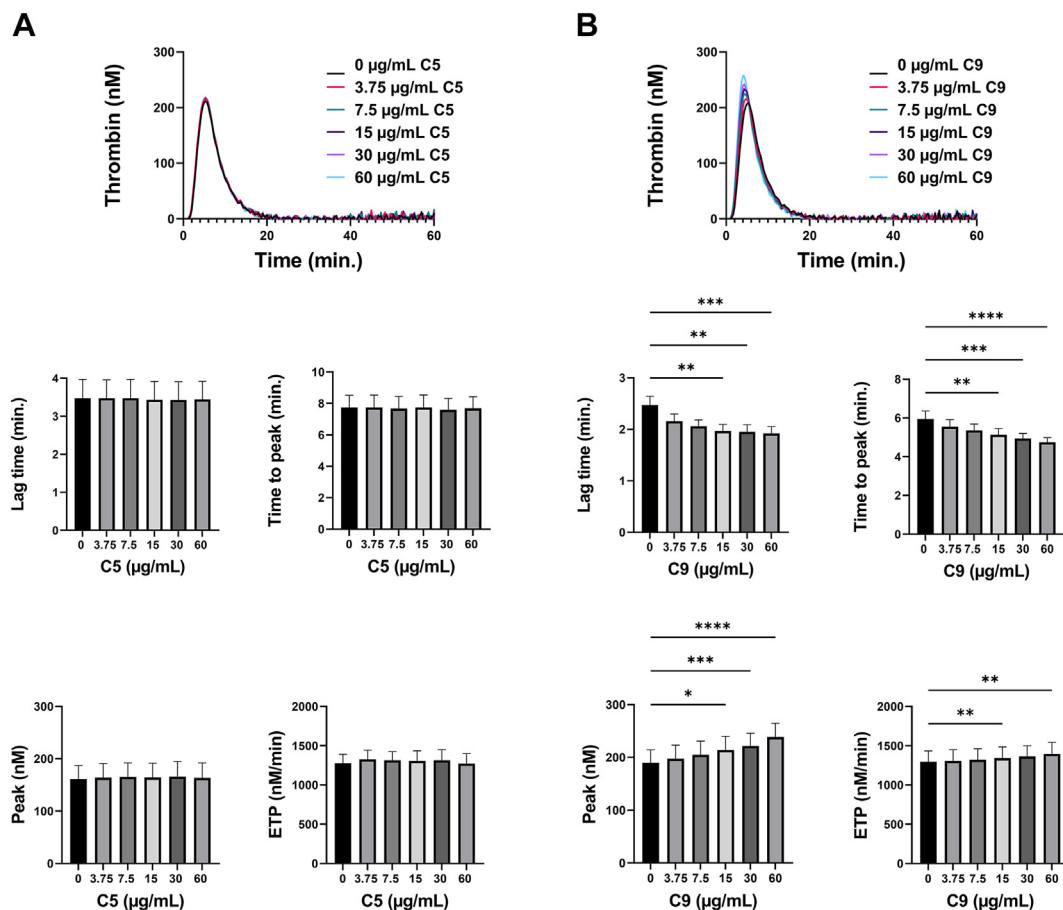 A
B
Thrombin (nM)
300
200
100
0
0 µg/mL C5
3.75 µg/mL C5
7.5 µg/mL C5
15 µg/mL C5
30 µg/mL C5
60 µg/mL C5
0 20 40 60
Time (min.)
Thrombin (nM)
300
200
100
0
0 µg/mL C9
3.75 µg/mL C9
7.5 µg/mL C9
15 µg/mL C9
30 µg/mL C9
60 µg/mL C9
0 20 40 60
Time (min.)
Lag time (min.)
4
3
2
1
0
0 3.75 7.5 15 30 60
C5 (µg/mL)
Time to peak (min.)
10
8
6
4
2
0
0 3.75 7.5 15 30 60
C5 (µg/mL)
***
**
**
Lag time (min.)
3
2
1
0
0 3.75 7.5 15 30 60
C9 (µg/mL)
****
***
**
Time to peak (min.)
8
6
4
2
0
0 3.75 7.5 15 30 60
C9 (µg/mL)
Peak (nM)
300
200
100
0
0 3.75 7.5 15 30 60
C5 (µg/mL)
ETP (nM/min)
2000
1500
1000
500
0
0 3.75 7.5 15 30 60
C5 (µg/mL)
****
***
*
Peak (nM)
300
200
100
0
0 3.75 7.5 15 30 60
C9 (µg/mL)
**
**
ETP (nM/min)
2000
1500
1000
500
0
0 3.75 7.5 15 30 60
C9 (µg/mL)